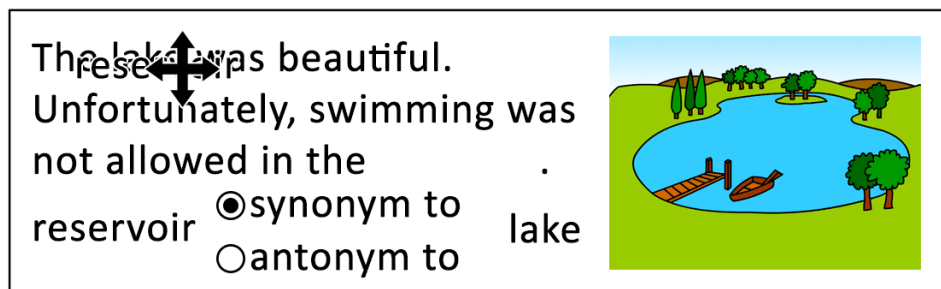 The lake was beautiful.
Unfortunately, swimming was
not allowed in the .
synonym to
reservoir lake
antonym to